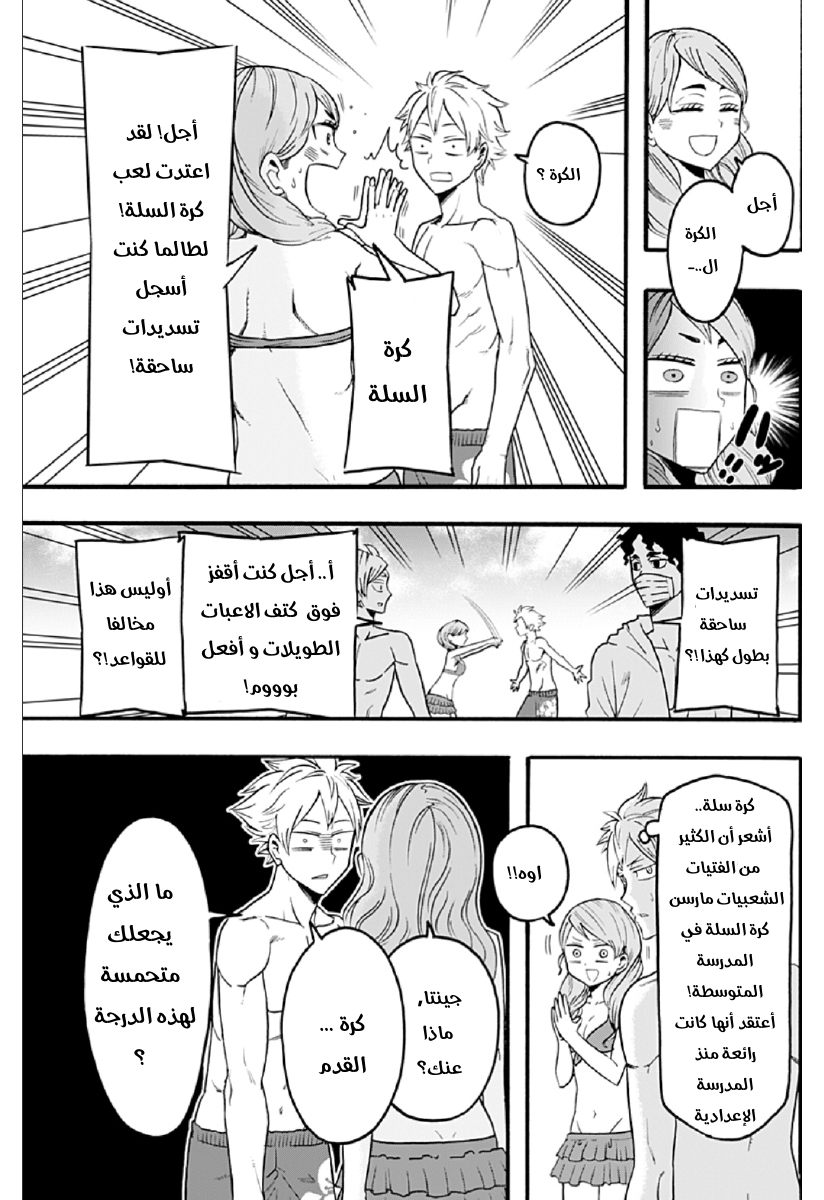 أجل
الكرة
ال..-
الكرة ؟
كرة
السلة
أجل! لقد
اعتدت لعب
كرة السلة!
لطالما كنت
أسجل
تسديدات
ساحقة!
تسديدات
ساحقة
بطول كهذا!؟
أ.. أجل كنت أقفز
فوق كتف الاعبات
الطويلات و أفعل
بوووم!
أوليس هذا
مخالفا
للقواعد!؟
كرة سلة..
أشعر أن الكثير
من الفتيات
الشعبيات مارسن
كرة السلة في
المدرسة
المتوسطة!
أعتقد أنها كانت
رائعة منذ
المدرسة
الإعدادية
اوه!!
جينتا,
ماذا
عنك؟
كرة ...
القدم
ما الذي
يجعلك
متحمسة
لهذه الدرجة
؟